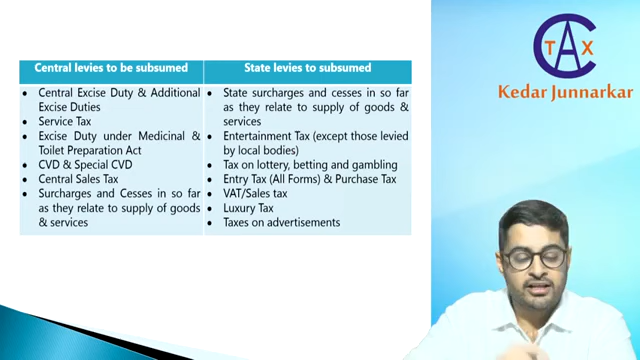 Central levies to be subsumed
• Central Excise Duty & Additional
Excise Duties
• Service Tax
• Excise Duty under Medicinal &
Toilet Preparation Act
• CVD & Special CVD
• Central Sales Tax
• Surcharges and Cesses in so far
as they relate to supply of goods
& services
State levies to subsumed
• State surcharges and cesses in so far
as they relate to supply of goods &
services
• Entertainment Tax (except those levied
by local bodies)
• Tax on lottery, betting and gambling
• Entry Tax (All Forms) & Purchase Tax
• VAT/Sales tax
• Luxury Tax
• Taxes on advertisements
C
TAX
Kedar Junnarkar